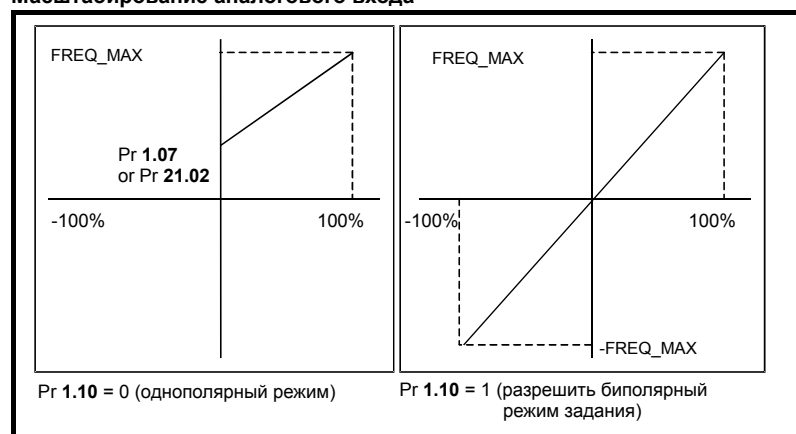 Масштабирование аналогового входа
FREQ_MAX
Pr 1.07
or Pr 21.02
-100%
100%
Pr 1.10 = 0 (однополярный режим)
FREQ_MAX
-100%
100%
-FREQ_MAX
Pr 1.10 = 1 (разрешить биполярный
режим задания)